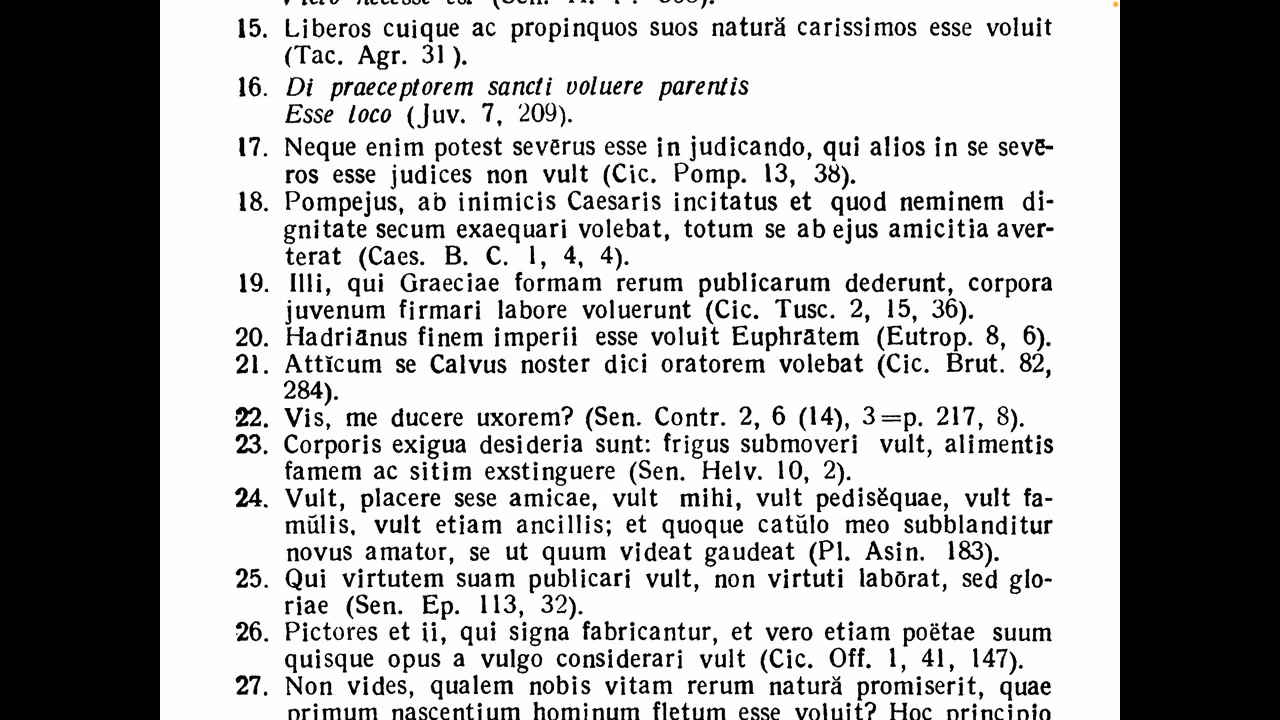 15. Liberos cuique ac propinquos suos natură carissimos esse voluit
(Tac. Agr. 31).
16. Di praeceptorem sancti voluere parentis
Esse loco (Juv. 7, 209).
17. Neque enim potest sevērus esse in judicando, qui alios in se sevē-
ros esse judices non vult (Cic. Pomp. 13, 38).
18. Pompejus, ab inimicis Caesaris incitatus et quod neminem di-
gnitate secum exaequari volebat, totum se ab ejus amicitia aver-
terat (Caes. B. C. 1, 4, 4).
19. Illi, qui Graeciae formam rerum publicarum dederunt, corpora
juvenum firmari labore voluerunt (Cic. Tusc. 2, 15, 36).
20. Hadriānus finem imperii esse voluit Euphrātem (Eutrop. 8, 6).
21. Attĭcum se Calvus noster dici oratorem volebat (Cic. Brut. 82,
284).
22. Vis, me ducere uxorem? (Sen. Contr. 2, 6 (14), 3=p. 217, 8).
23. Corporis exigua desideria sunt: frigus submoveri vult, alimentis
famem ac sitim exstinguere (Sen. Helv. 10, 2).
24. Vult, placere sese amicae, vult mihi, vult pedisĕquae, vult fa-
mŭlis, vult etiam ancillis; et quoque catŭlo meo subblanditur
novus amator, se ut quum videat gaudeat (Pl. Asin. 183).
25. Qui virtutem suam publicari vult, non virtuti labōrat, sed glo-
riae (Sen. Ep. 113, 32).
26. Pictores et ii, qui signa fabricantur, et vero etiam poëtae suum
quisque opus a vulgo considerari vult (Cic. Off. 1, 41, 147).
27. Non vides, qualem nobis vitam rerum natură promiserit, quae
primum nascentium hominum fletum esse voluit? Hoc principio